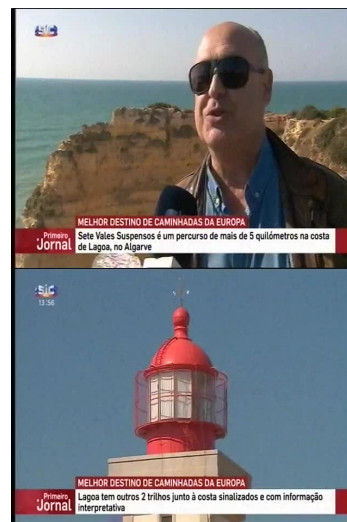 SIC
MELHOR DESTINO DE CAMINHADAS DA EUROPA
Primeiro
Jornal
Sete Vales Suspensos é um percurso de mais de 5 quilómetros na costa
de Lagoa, no Algarve
SIC
13:56
MELHOR DESTINO DE CAMINHADAS DA EUROPA
Primeiro
Jornal
Lagoa tem outros 2 trilhos junto à costa sinalizados e com informação
interpretativa